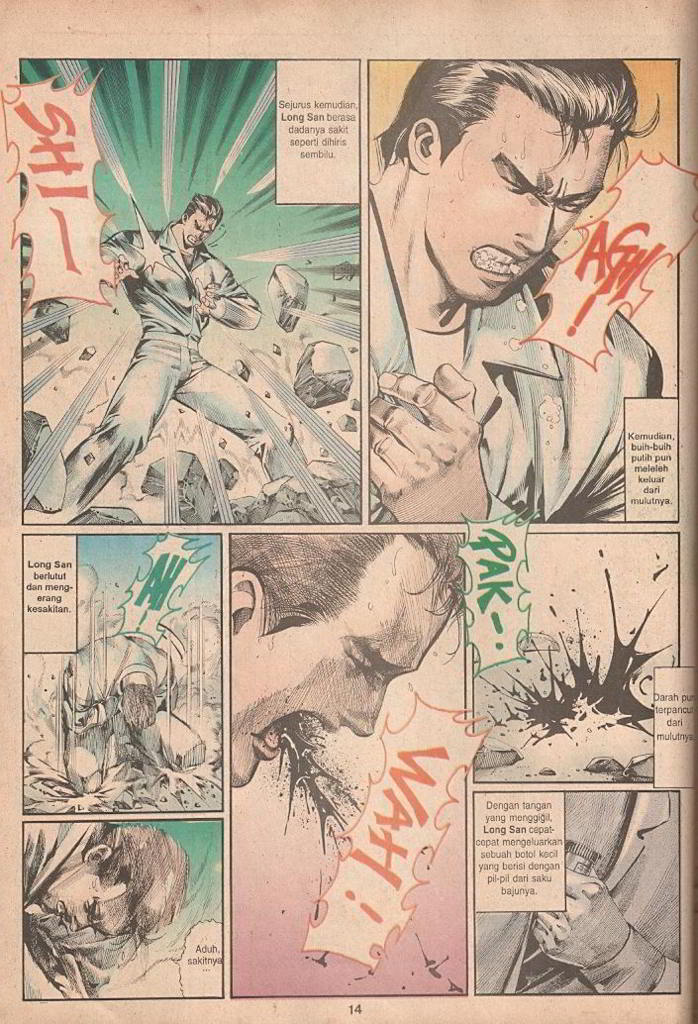 SHI—
Sejurus kemudian,
Long San berasa
dadanya sakit
seperti dihiris
sembilu.
AGH!
Kemudian,
buih-buih
putih pun
meleleh
keluar
dari
mulutnya.
Long San
berlutut
dan meng-
erang
kesakitan.
AH!
WAH!
PAK—
Darah pun
terpancut
dari
mulutnya.
Aduh,
sakitnya
...
Dengan tangan
yang menggigil,
Long San cepat-
cepat mengeluarkan
sebuah botol kecil
yang berisi dengan
pil-pil dari saku
bajunya.
14